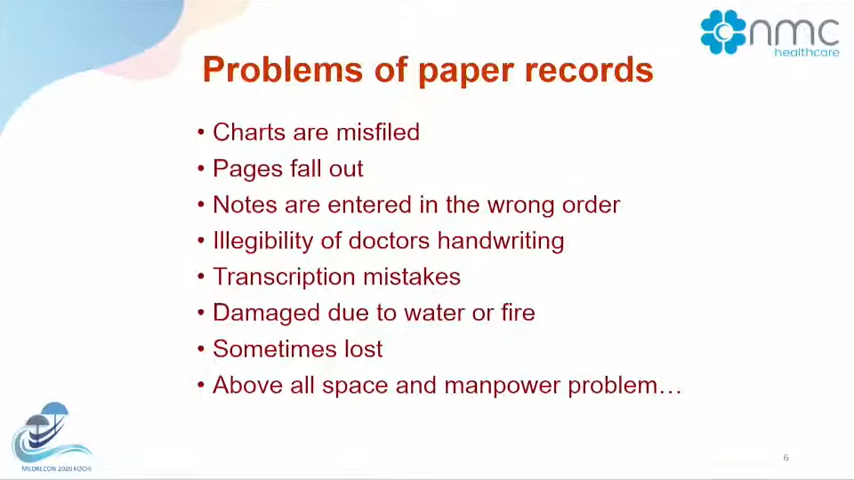 nmc
healthcare
Problems of paper records
• Charts are misfiled
• Pages fall out
• Notes are entered in the wrong order
• Illegibility of doctors handwriting
• Transcription mistakes
• Damaged due to water or fire
• Sometimes lost
• Above all space and manpower problem…
2020
6